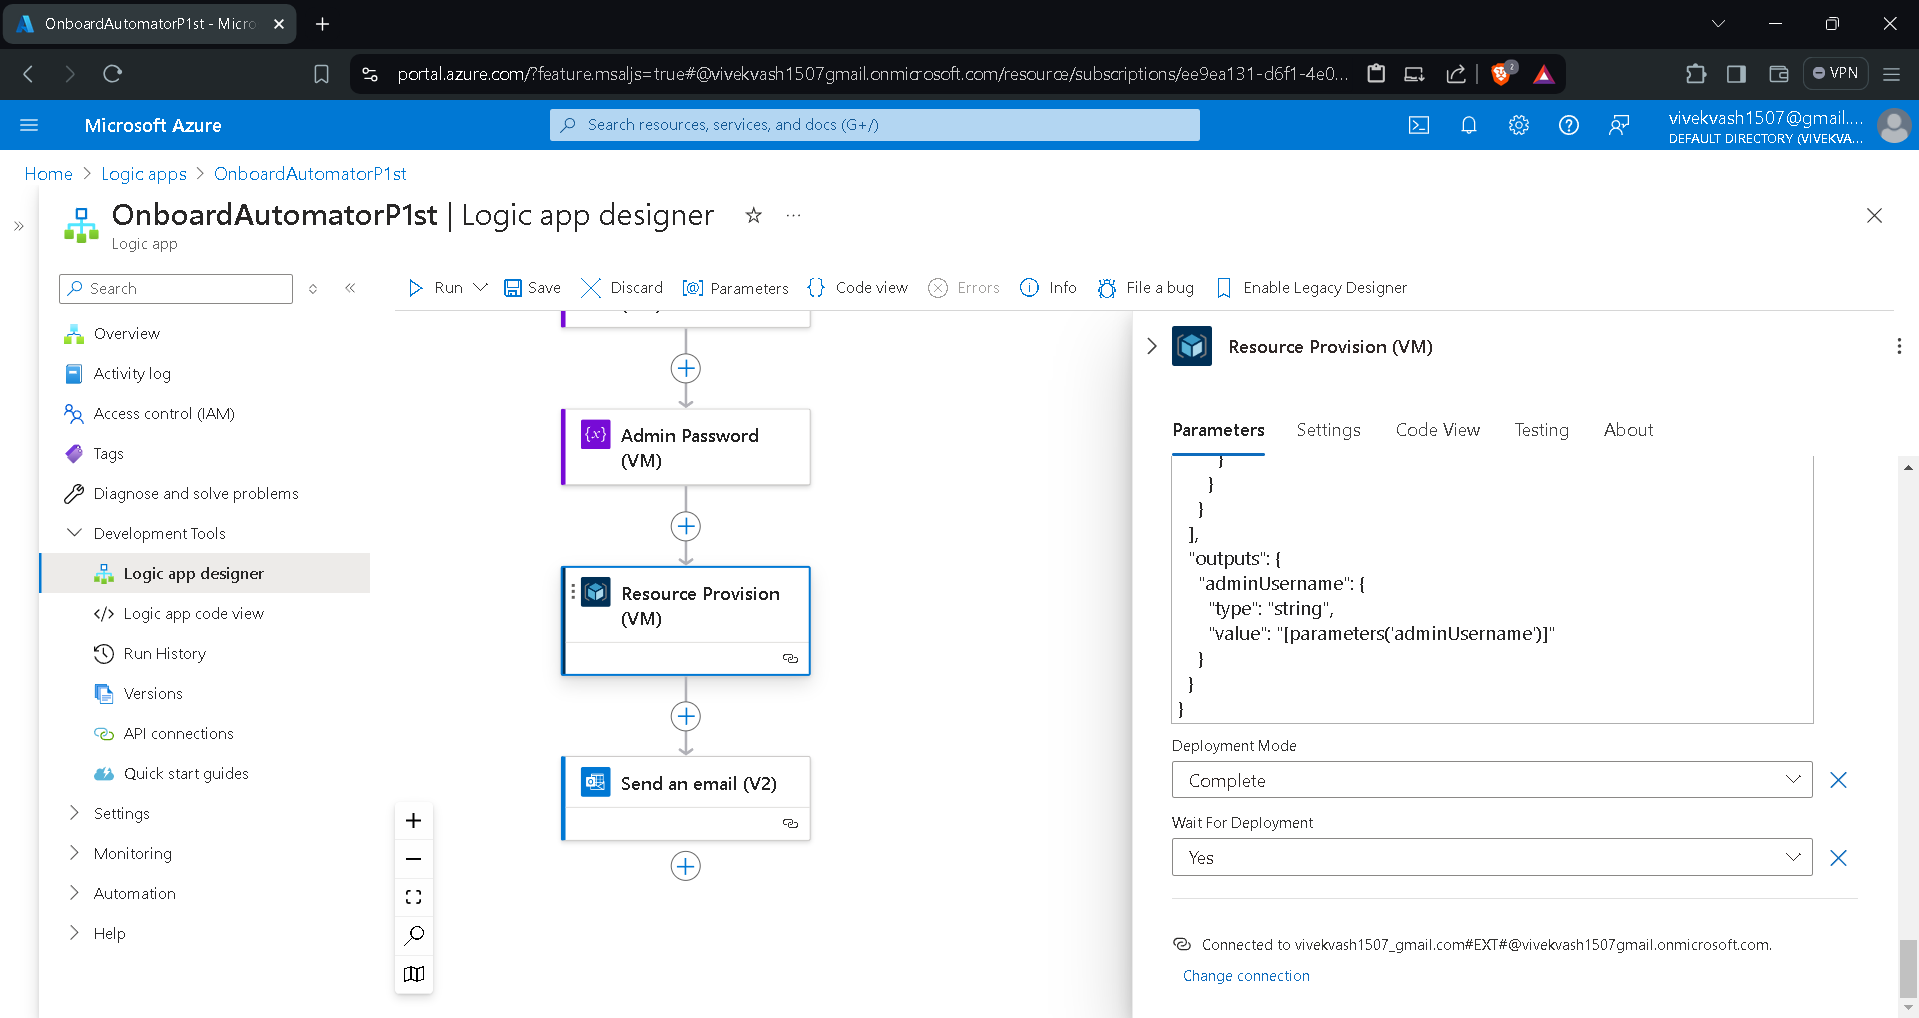 OnboardAutomatorP1st - Micro
portal.azure.com/?feature.msaljs=true#@vivekvash1507gmail.onmicrosoft.com/resource/subscriptions/ee9ea131-d6f1-4e0...
2
VPN
Microsoft Azure
Search resources, services, and docs (G+/)
vivekvash1507@gmail....
DEFAULT DIRECTORY (VIVEKVA...
Home > Logic apps > OnboardAutomatorP1st
OnboardAutomatorP1st | Logic app designer
Logic app
Search
Overview
Activity log
Access control (IAM)
Tags
Diagnose and solve problems
Development Tools
Logic app designer
Logic app code view
Run History
Versions
API connections
Quick start guides
Settings
Monitoring
Automation
Help
Run
Save
Discard
Parameters
Code view
Errors
Info
File a bug
Enable Legacy Designer
Admin Password
(VM)
Resource Provision
(VM)
Send an email (V2)
Resource Provision (VM)
Parameters
Settings
Code View
Testing
About
}
}
}
],
"outputs": {
"adminUsername": {
"type": "string",
"value": "[parameters('adminUsername')]"
}
}
}
Deployment Mode
Complete
Wait For Deployment
Yes
Connected to vivekvash1507_gmail.com#EXT#@vivekvash1507gmail.onmicrosoft.com.
Change connection